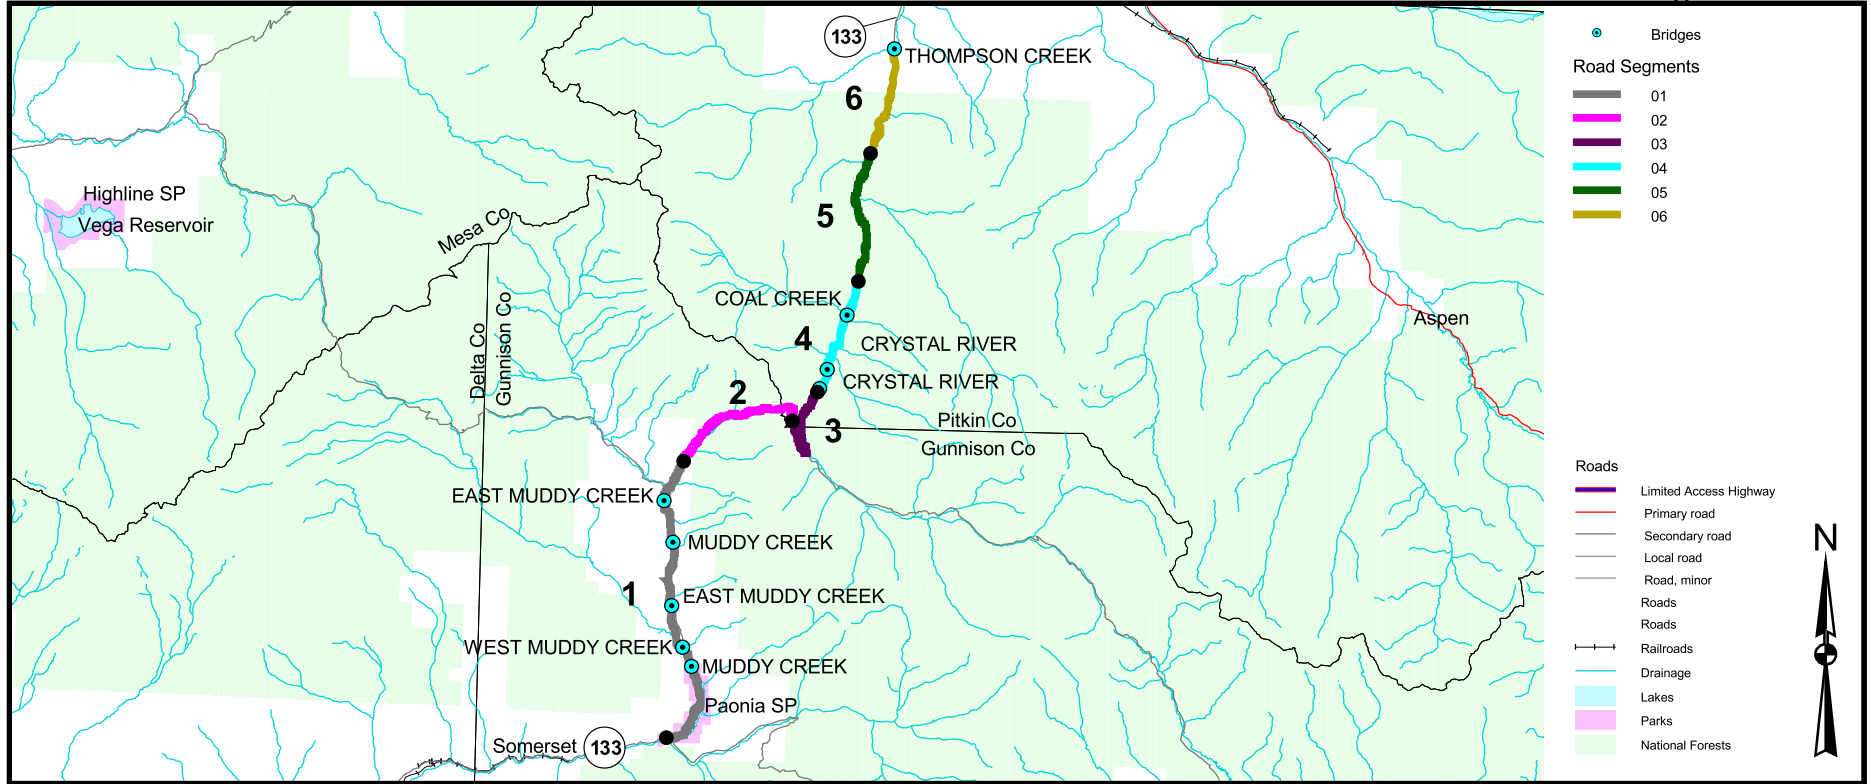 133
THOMPSON CREEK
6
Highline SP
Vega Reservoir
Mesa Co
5
COAL CREEK
4
CRYSTAL RIVER
CRYSTAL RIVER
Aspen
Delta Co
Gunnison Co
2
Pitkin Co
3
Gunnison Co
EAST MUDDY CREEK
MUDDY CREEK
1
EAST MUDDY CREEK
WEST MUDDY CREEK
MUDDY CREEK
Paonia SP
Somerset
133
Bridges
Road Segments
01
02
03
04
05
06
Roads
Limited Access Highway
Primary road
Secondary road
Local road
Road, minor
Roads
Roads
Railroads
Drainage
Lakes
Parks
National Forests
N